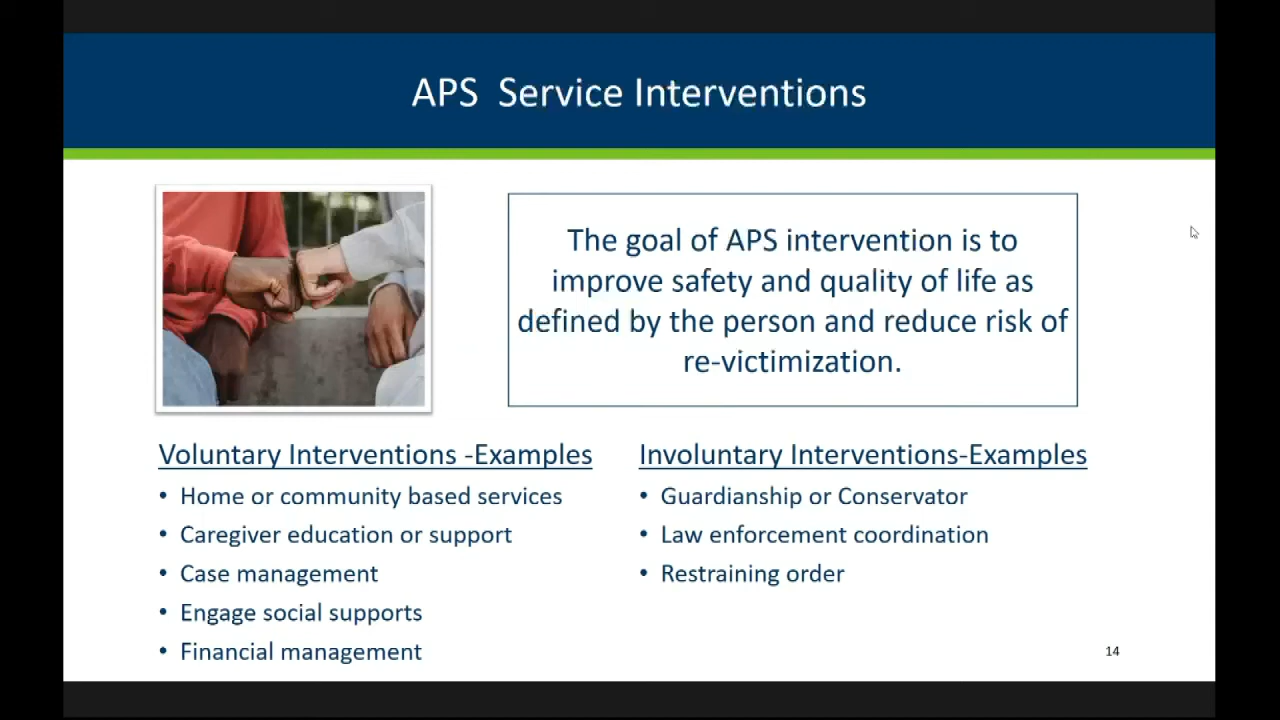 APS  Service Interventions
The goal of APS intervention is to
improve safety and quality of life as
defined by the person and reduce risk of
re-victimization.
Voluntary Interventions -Examples
• Home or community based services
• Caregiver education or support
• Case management
• Engage social supports
• Financial management
Involuntary Interventions-Examples
• Guardianship or Conservator
• Law enforcement coordination
• Restraining order
14